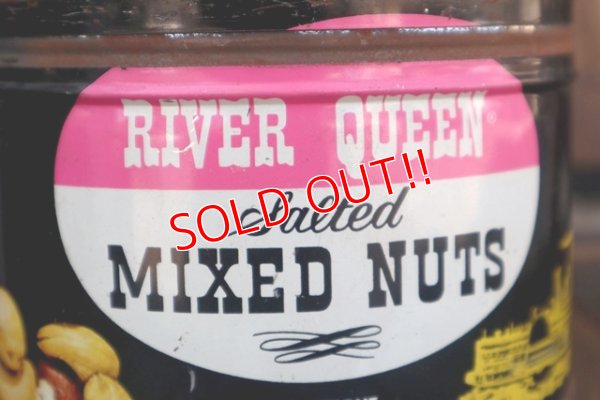 RIVER QUEEN®
SOLD OUT!!
Salted
MIXED NUTS